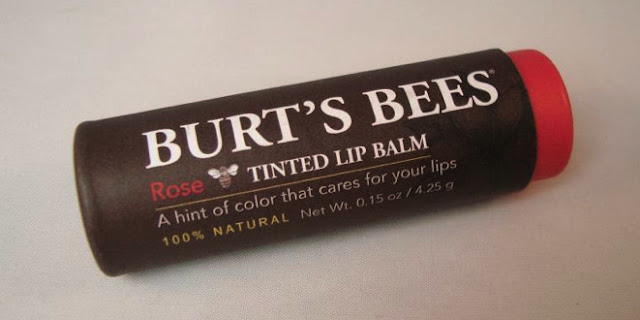 BURT'S BEES®
Rose TINTED LIP BALM
A hint of color that cares for your lips
100% NATURAL Net Wt. 0.15 oz / 4.25 g